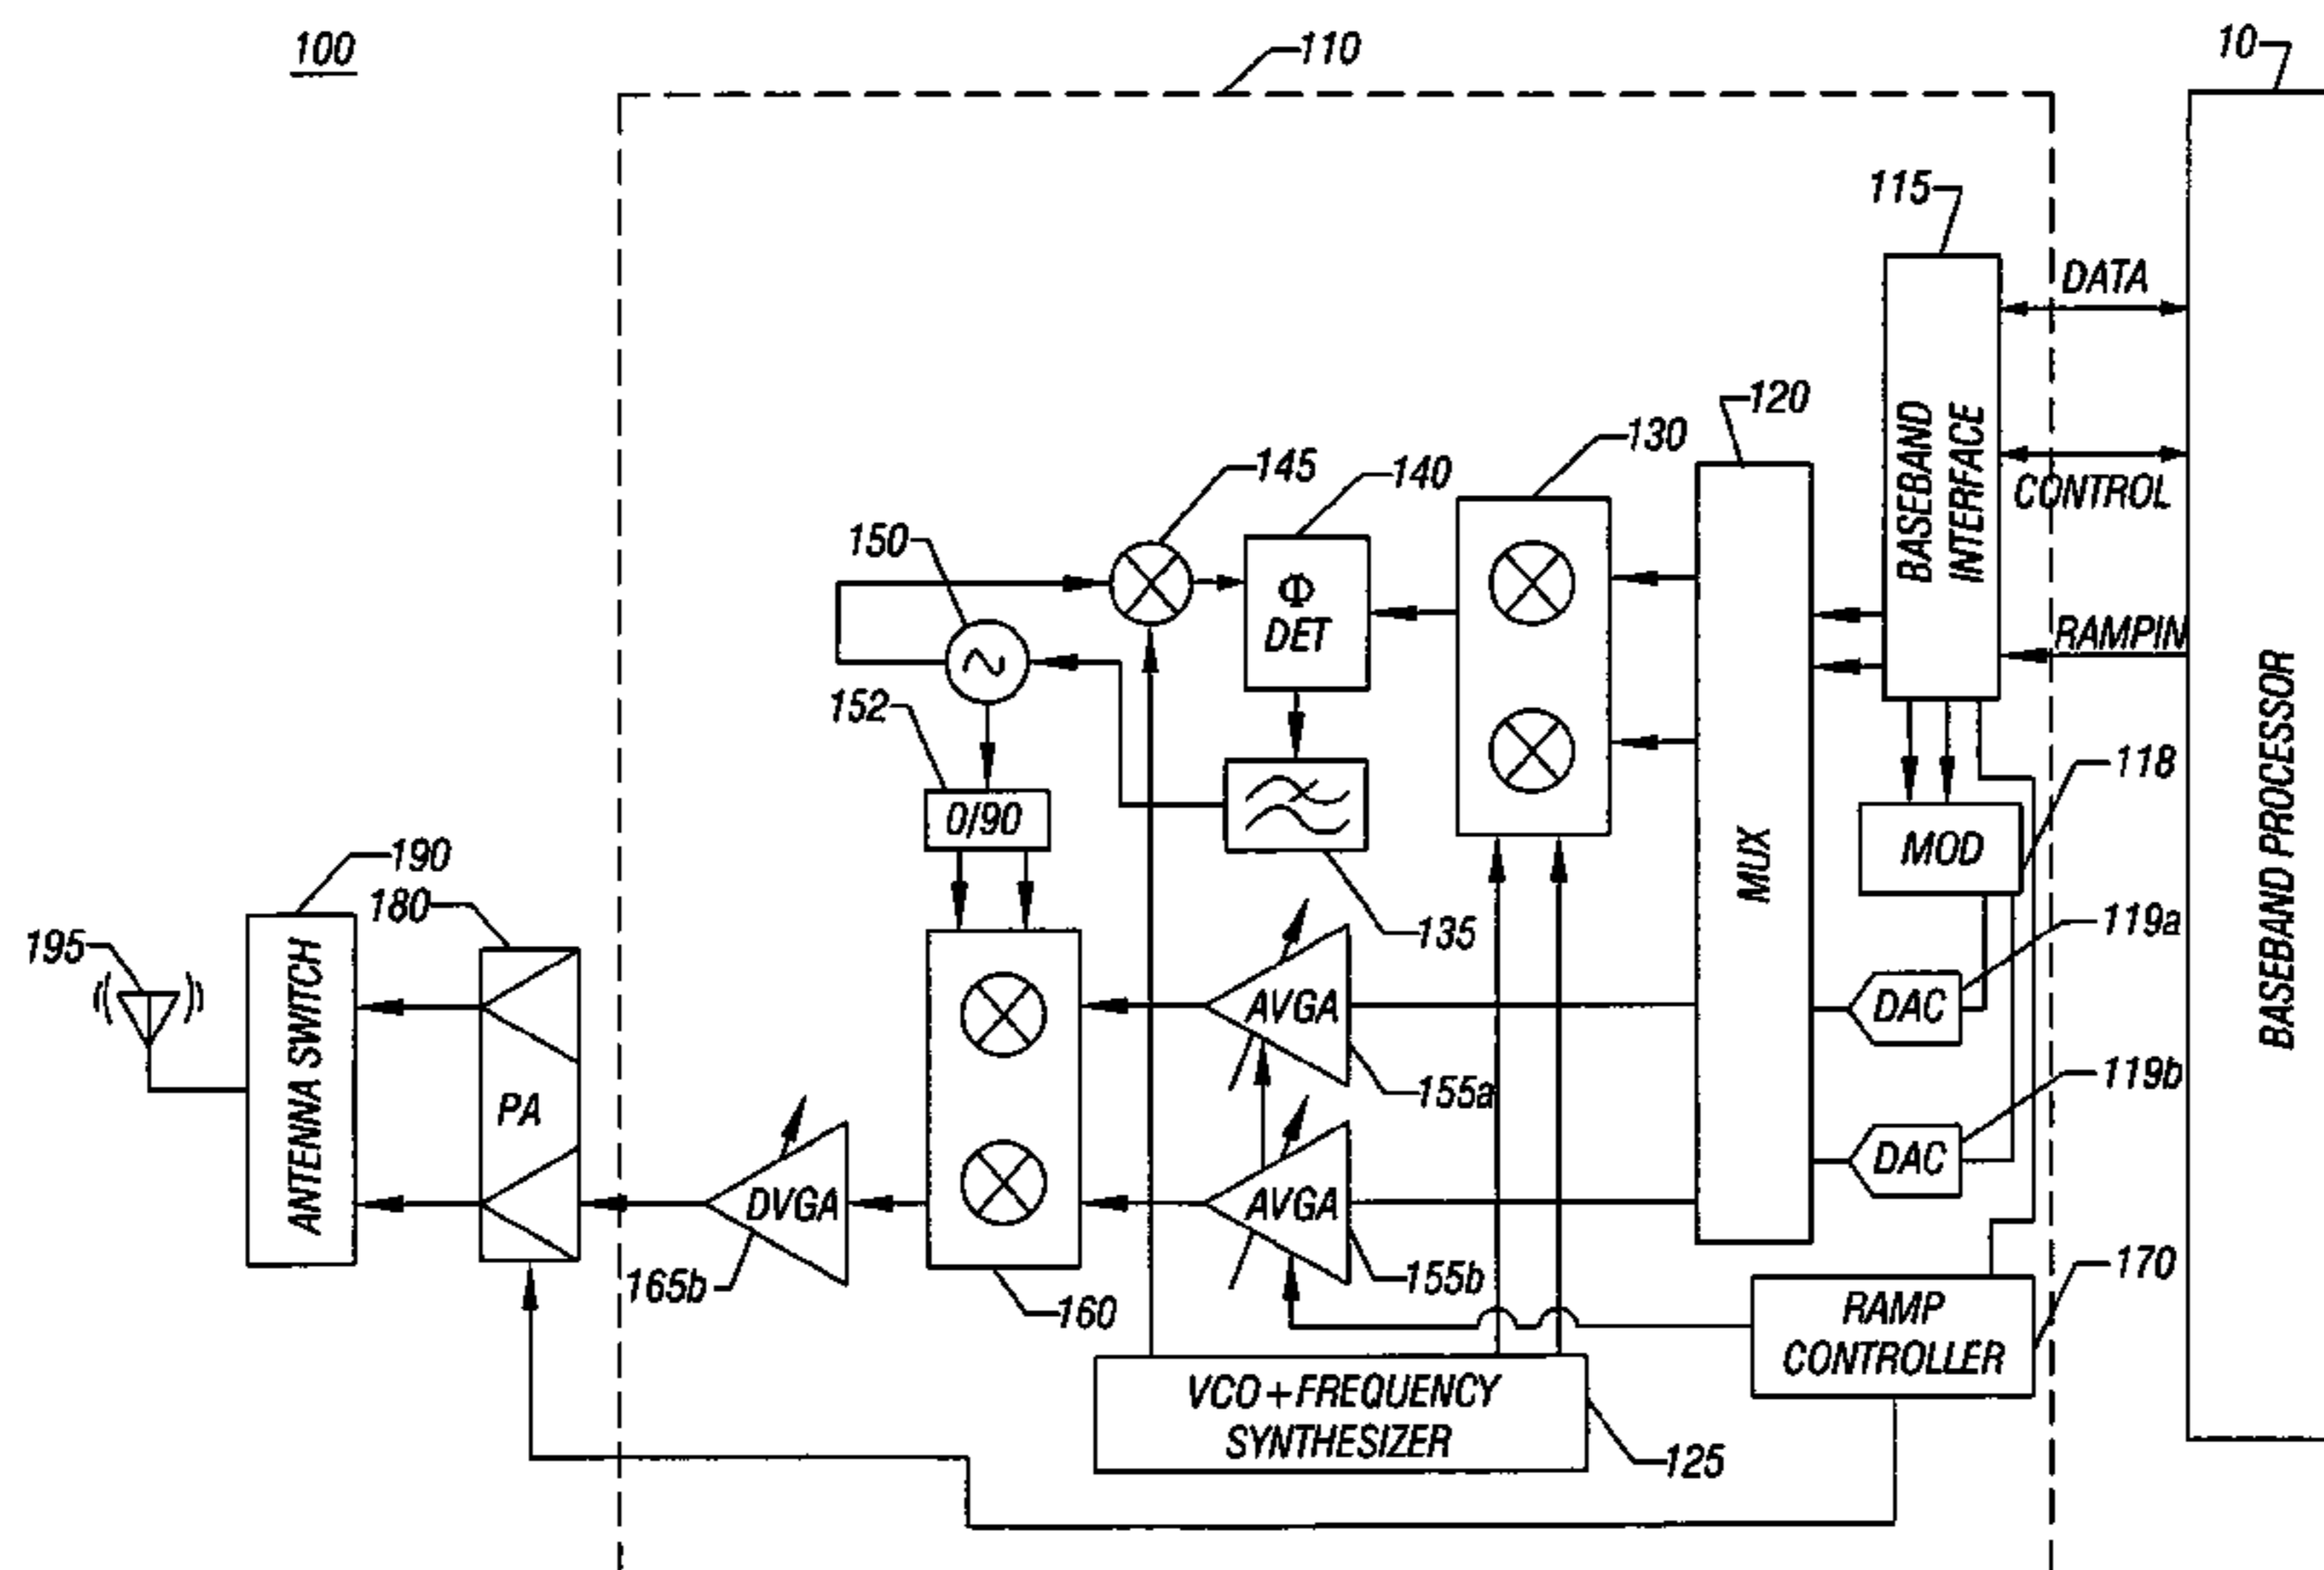 100
110
10
115
DATA
120
BASEBAND
INTERFACE
130
CONTROL
145
140
150
Φ
DET
RAMPIN
BASEBAND PROCESSOR
152
118
0/90
MOD
MUX
190
180
135
119a
195
AVGA
DAC
ANTENNA SWITCH
155a
119b
PA
DAC
DVGA
AVGA
165b
155b
170
160
RAMP
CONTROLLER
VCO + FREQUENCY
SYNTHESIZER
125